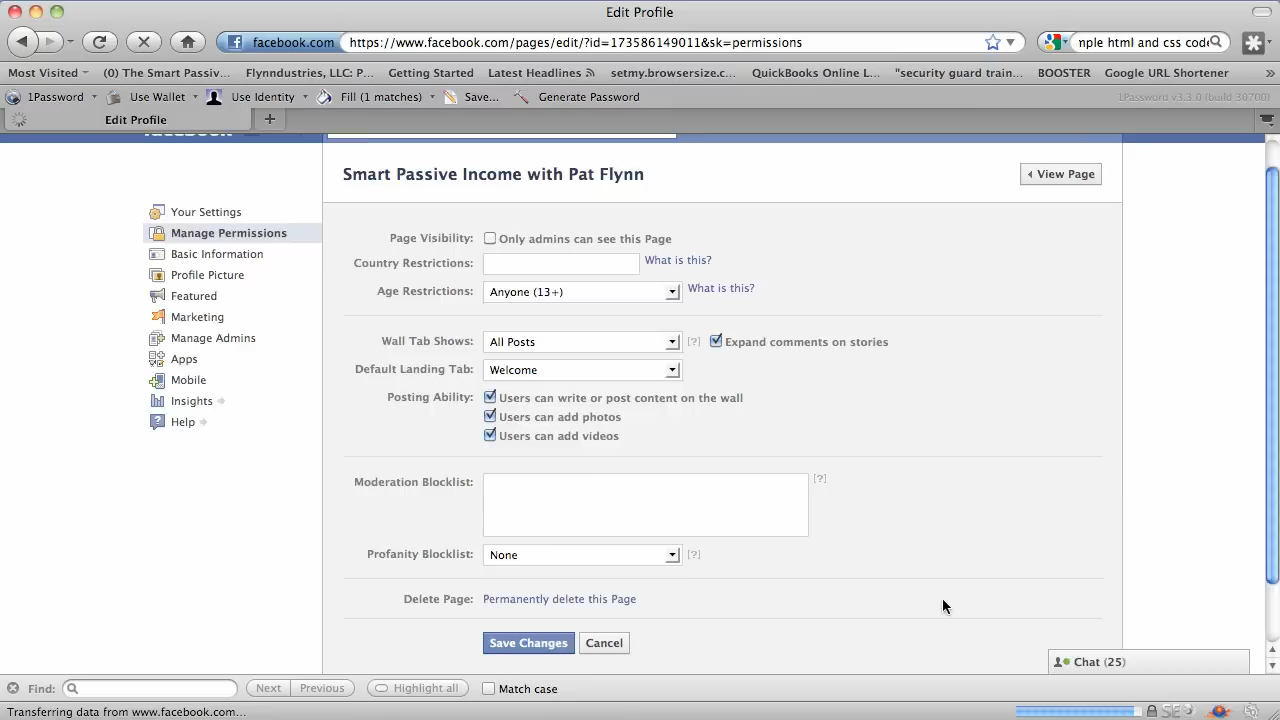 Edit Profile
facebook.com https://www.facebook.com/pages/edit/?id=173586149011&sk=permissions nple html and css code
Most Visited (0) The Smart Passiv... Flynndustries, LLC: P... Getting Started Latest Headlines setmy.browsersize.c... QuickBooks Online L... "security guard train... BOOSTER Google URL Shortener »
1Password Use Wallet Use Identity Fill (1 matches) Save... Generate Password 1Password v3.3.0 (build 30700)
Edit Profile +
facebook
Smart Passive Income with Pat Flynn View Page
Your Settings
Manage Permissions
Basic Information
Profile Picture
Featured
Marketing
Manage Admins
Apps
Mobile
Insights
Help
Page Visibility: Only admins can see this Page
Country Restrictions: What is this?
Age Restrictions: Anyone (13+) What is this?
Wall Tab Shows: All Posts [?] Expand comments on stories
Default Landing Tab: Welcome
Posting Ability: Users can write or post content on the wall
Users can add photos
Users can add videos
Moderation Blocklist: [?]
Profanity Blocklist: None [?]
Delete Page: Permanently delete this Page
Save Changes Cancel
Chat (25)
Find: Next Previous Highlight all Match case
Transferring data from www.facebook.com... SE